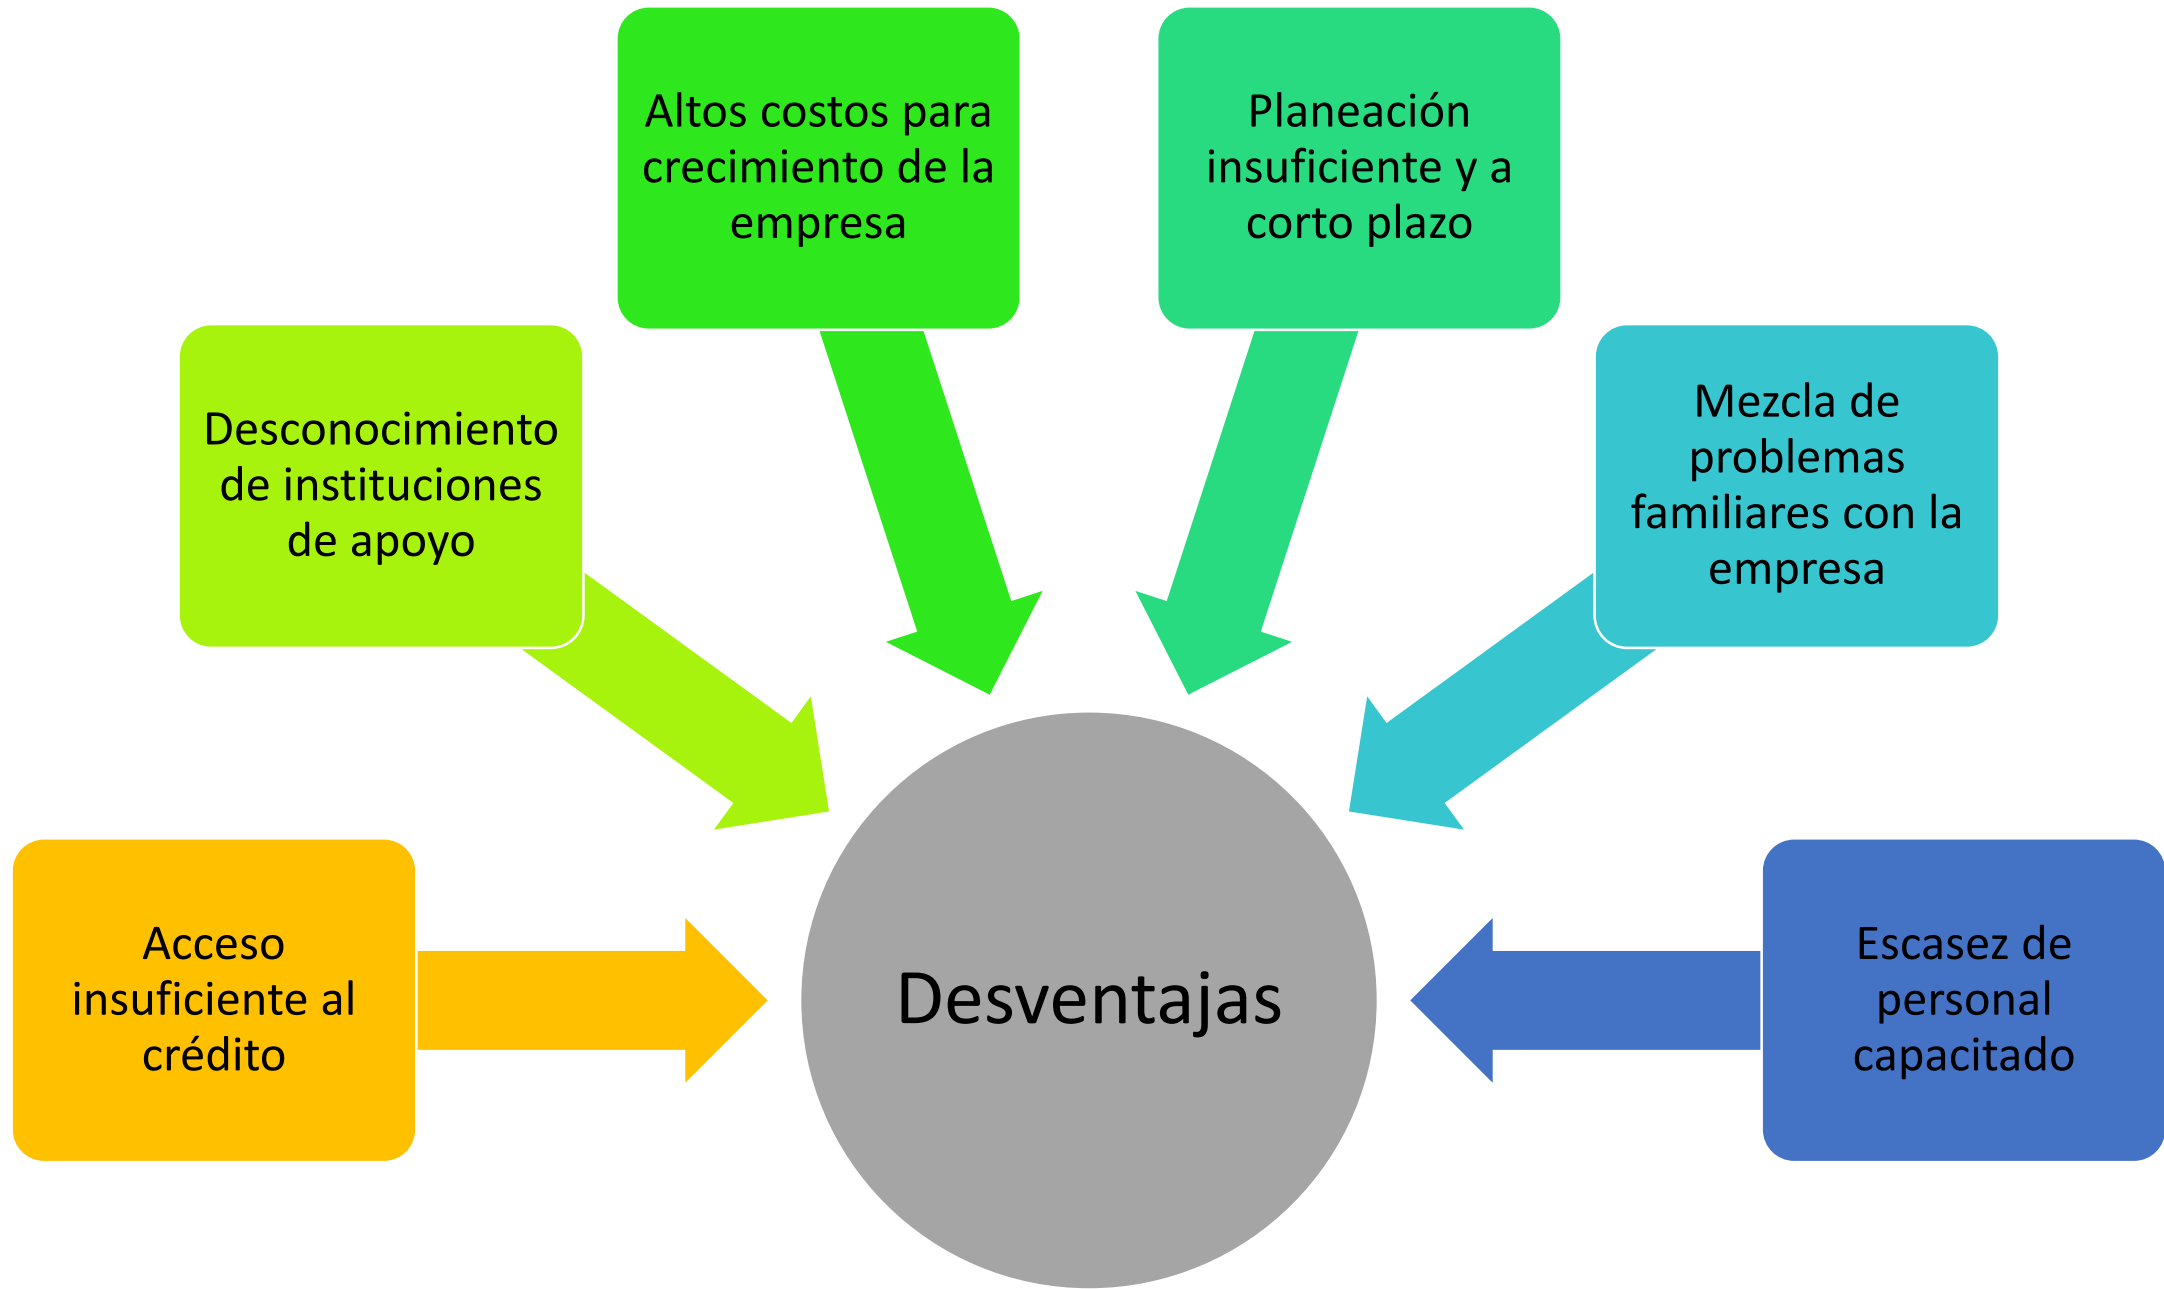 Altos costos para
crecimiento de la
empresa
Planeación
insuficiente y a
corto plazo
Desconocimiento
de instituciones
de apoyo
Mezcla de
problemas
familiares con la
empresa
Acceso
insuficiente al
crédito
Desventajas
Escasez de
personal
capacitado